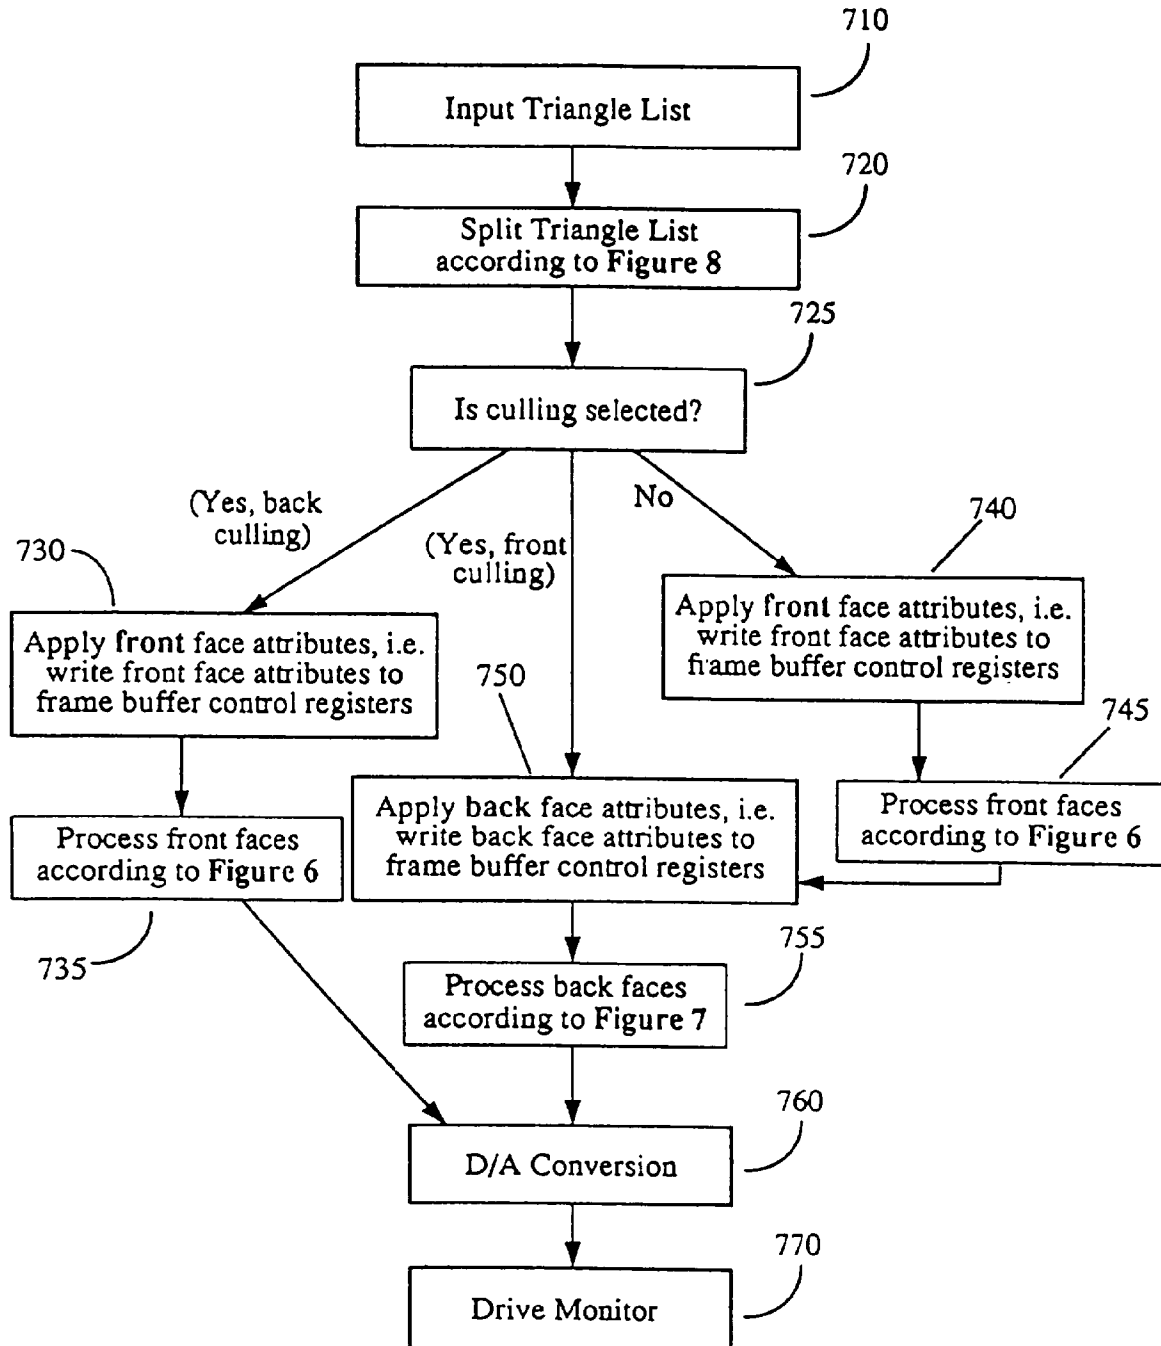 710
Input Triangle List
720
Split Triangle List
according to Figure 8
725
Is culling selected?
(Yes, back
culling)
(Yes, front
culling)
No
730
740
Apply front face attributes, i.e.
write front face attributes to
frame buffer control registers
Apply front face attributes, i.e.
write front face attributes to
frame buffer control registers
750
745
Process front faces
according to Figure 6
Apply back face attributes, i.e.
write back face attributes to
frame buffer control registers
Process front faces
according to Figure 6
735
755
Process back faces
according to Figure 7
760
D/A Conversion
770
Drive Monitor